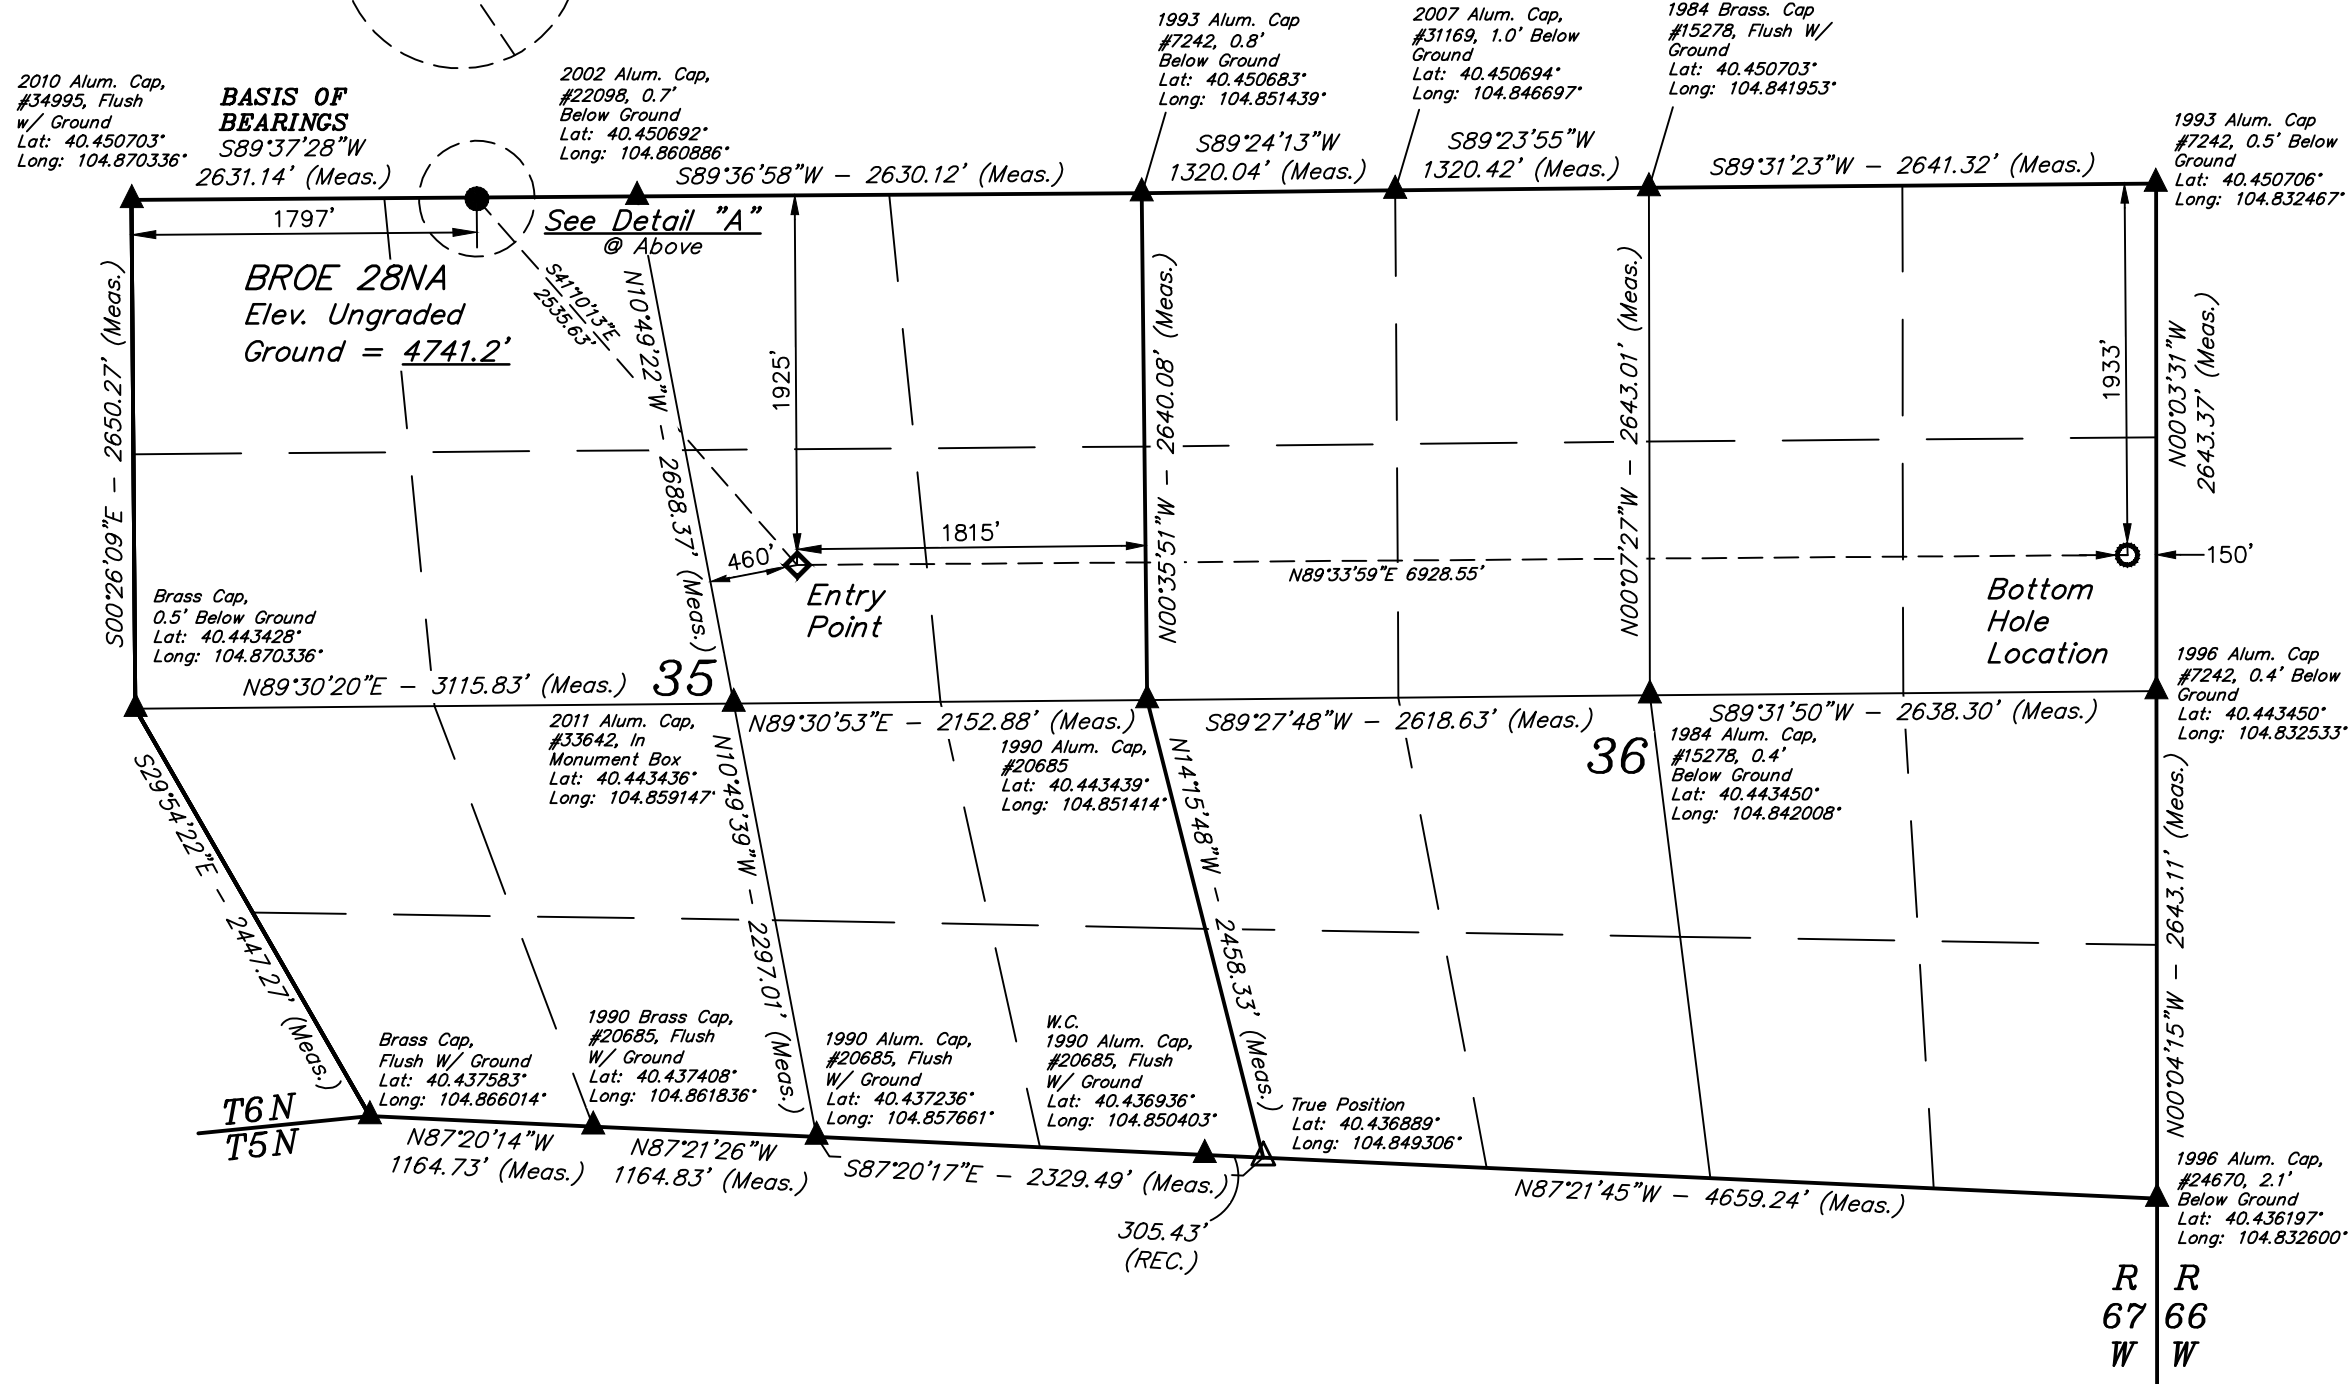 2010 Alum. Cap,
#34995, Flush
w/ Ground
Lat: 40.450703°
Long: 104.870336°
BASIS OF
BEARINGS
S89°37'28"W
2631.14' (Meas.)
2002 Alum. Cap,
#22098, 0.7'
Below Ground
Lat: 40.450692°
Long: 104.860886°
S89°36'58"W - 2630.12' (Meas.)
1993 Alum. Cap
#7242, 0.8'
Below Ground
Lat: 40.450683°
Long: 104.851439°
S89°24'13"W
1320.04' (Meas.)
2007 Alum. Cap,
#31169, 1.0' Below
Ground
Lat: 40.450694°
Long: 104.846697°
S89°23'55"W
1320.42' (Meas.)
1984 Brass. Cap
#15278, Flush W/
Ground
Lat: 40.450703°
Long: 104.841953°
S89°31'23"W - 2641.32' (Meas.)
1993 Alum. Cap
#7242, 0.5' Below
Ground
Lat: 40.450706°
Long: 104.832467°
1797'
See Detail "A"
@ Above
BROE 28NA
Elev. Ungraded
Ground = 4741.2'
S41°10'13"E
2535.63'
S00°26'09"E - 2650.27' (Meas.)
N10°49'22"W - 2688.37' (Meas.)
1925'
1815'
460'
Entry
Point
N00°35'51"W - 2640.08' (Meas.)
N89°33'59"E 6928.55'
N00°07'27"W - 2643.01' (Meas.)
1933'
N00°03'31"W
2643.37' (Meas.)
150'
Bottom
Hole
Location
Brass Cap,
0.5' Below Ground
Lat: 40.443428°
Long: 104.870336°
N89°30'20"E - 3115.83' (Meas.)
35
2011 Alum. Cap,
#33642, In
Monument Box
Lat: 40.443436°
Long: 104.859147°
N89°30'53"E - 2152.88' (Meas.)
1990 Alum. Cap,
#20685
Lat: 40.443439°
Long: 104.851414°
S89°27'48"W - 2618.63' (Meas.)
36
S89°31'50"W - 2638.30' (Meas.)
1984 Alum. Cap,
#15278, 0.4'
Below Ground
Lat: 40.443450°
Long: 104.842008°
1996 Alum. Cap
#7242, 0.4' Below
Ground
Lat: 40.443450°
Long: 104.832533°
S29°54'22"E - 2447.27' (Meas.)
N10°49'39"W - 2297.01' (Meas.)
N14°15'48"W - 2458.33' (Meas.)
N00°04'15"W - 2643.11' (Meas.)
T6N
T5N
Brass Cap,
Flush W/ Ground
Lat: 40.437583°
Long: 104.866014°
1990 Brass Cap,
#20685, Flush
W/ Ground
Lat: 40.437408°
Long: 104.861836°
1990 Alum. Cap,
#20685, Flush
W/ Ground
Lat: 40.437236°
Long: 104.857661°
W.C.
1990 Alum. Cap,
#20685, Flush
W/ Ground
Lat: 40.436936°
Long: 104.850403°
True Position
Lat: 40.436889°
Long: 104.849306°
N87°20'14"W
1164.73' (Meas.)
N87°21'26"W
1164.83' (Meas.)
S87°20'17"E - 2329.49' (Meas.)
305.43'
(REC.)
N87°21'45"W - 4659.24' (Meas.)
1996 Alum. Cap,
#24670, 2.1'
Below Ground
Lat: 40.436197°
Long: 104.832600°
R R
67 66
W W